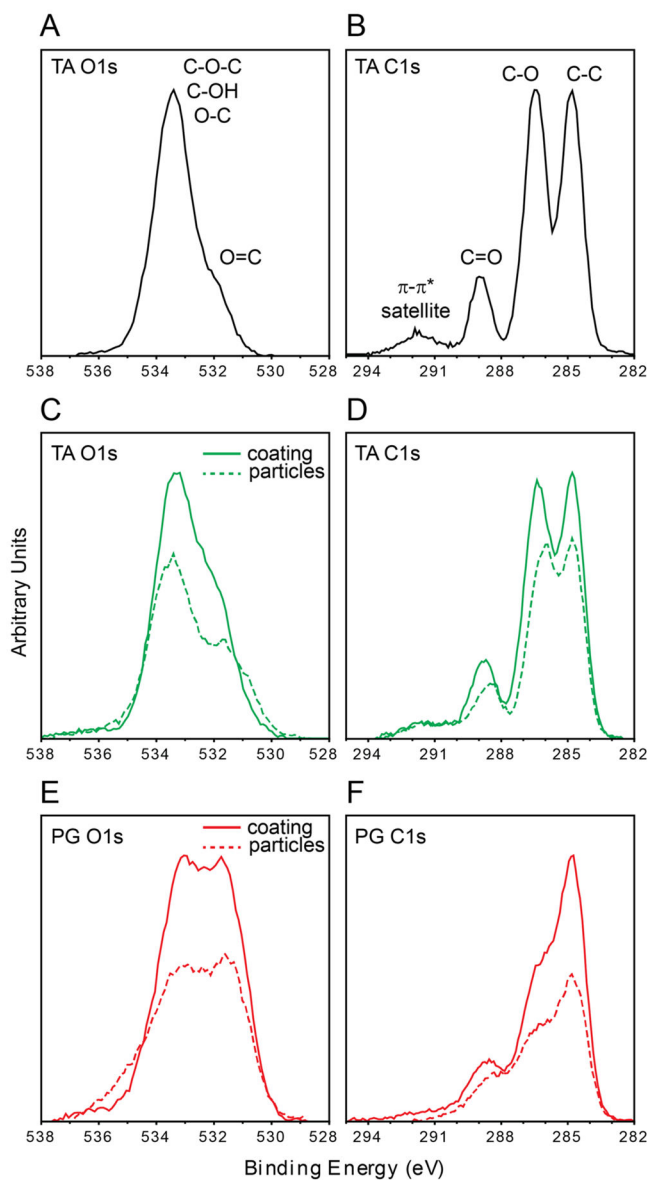 A
TA O1s
C-O-C
C-OH
O-C
O=C
538 536 534 532 530 528
B
TA C1s
C-O
C-C
C=O
π-π*
satellite
294 291 288 285 282
C
TA O1s
coating
particles
538 536 534 532 530 528
D
TA C1s
294 291 288 285 282
Arbitrary Units
E
PG O1s
coating
particles
538 536 534 532 530 528
F
PG C1s
294 291 288 285 282
Binding Energy (eV)